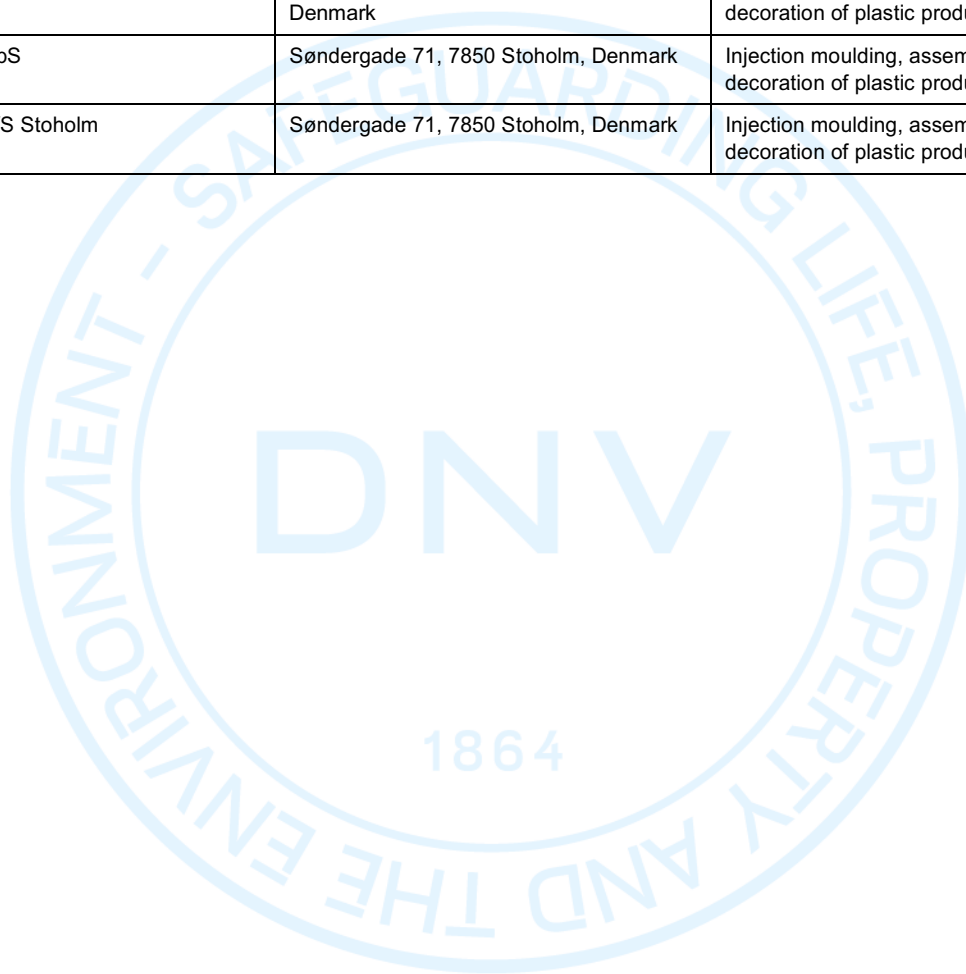 Denmark decoration of plastic produ
pS Søndergade 71, 7850 Stoholm, Denmark Injection moulding, assem
decoration of plastic produ
/S Stoholm Søndergade 71, 7850 Stoholm, Denmark Injection moulding, assem
decoration of plastic produ
SAFEGUARDING LIFE, PROPERTY AND THE ENVIRONMENT -
DNV
1864